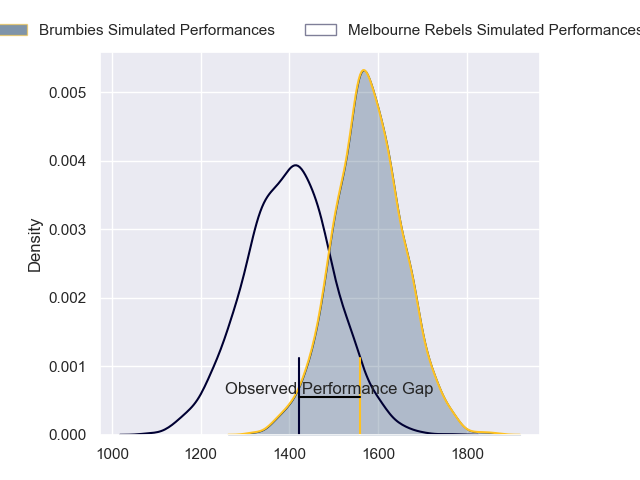 Brumbies Simulated Performances
Melbourne Rebels Simulated Performances
0.005
0.004
0.003
0.002
0.001
0.000
Density
Observed Performance Gap
1000 1200 1400 1600 1800